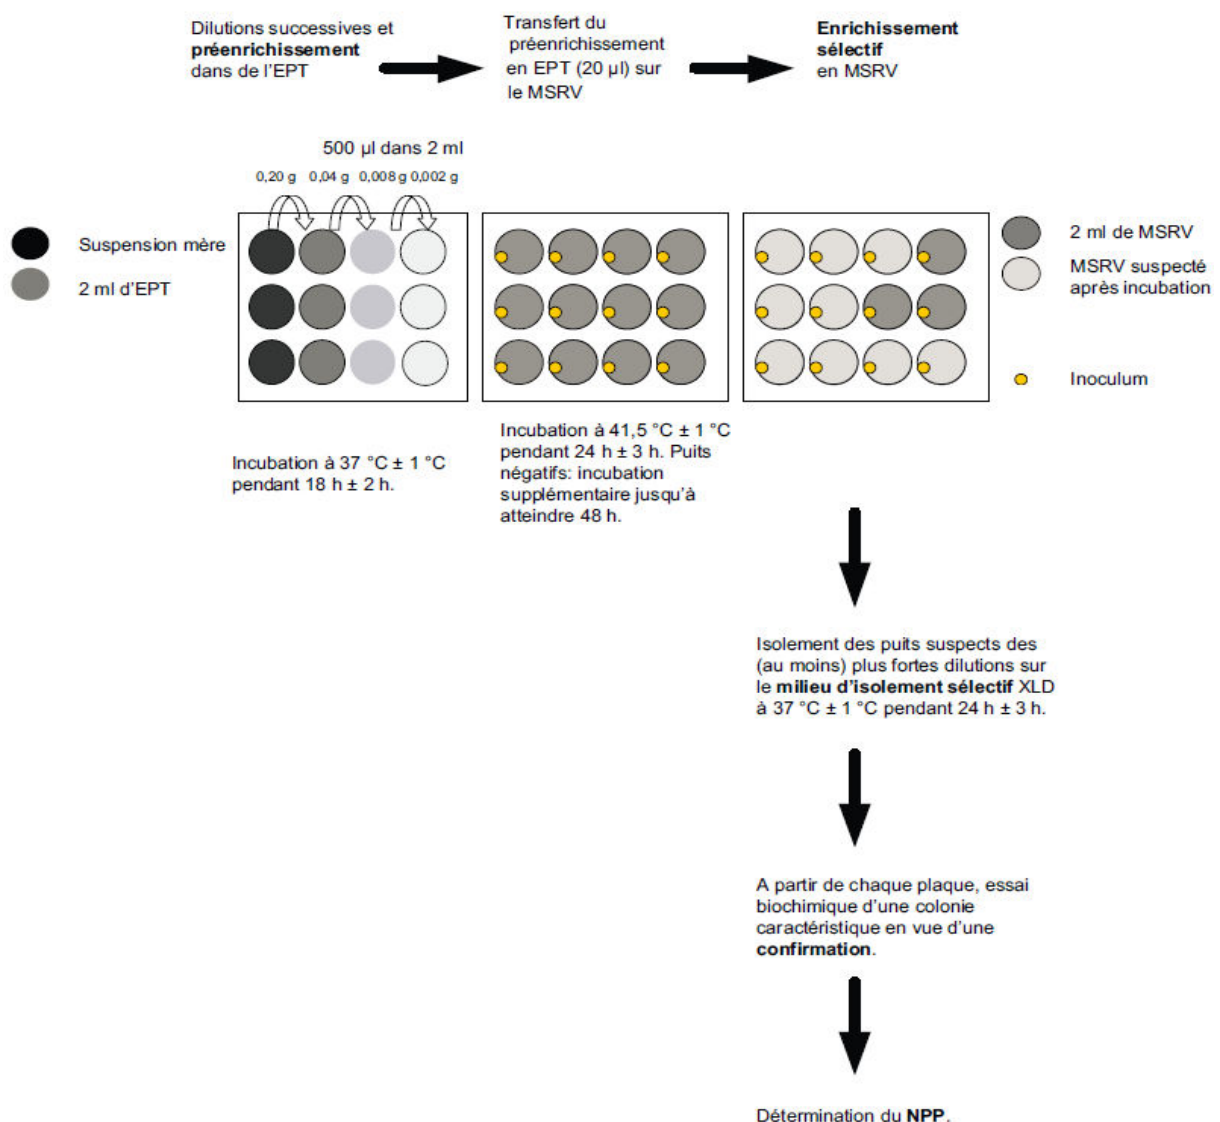 Dilutions successives et
préenrichissement
dans de l'EPT
Transfert du
préenrichissement
en EPT (20 µl) sur
le MSRV
Enrichissement
sélectif
en MSRV
500 µl dans 2 ml
0,20 g 0,04 g 0,008 g 0,002 g
Suspension mère
2 ml d'EPT
2 ml de MSRV
MSRV suspecté
après incubation
Inoculum
Incubation à 37 °C ± 1 °C
pendant 18 h ± 2 h.
Incubation à 41,5 °C ± 1 °C
pendant 24 h ± 3 h. Puits
négatifs: incubation
supplémentaire jusqu'à
atteindre 48 h.
Isolement des puits suspects des
(au moins) plus fortes dilutions sur
le milieu d'isolement sélectif XLD
à 37 °C ± 1 °C pendant 24 h ± 3 h.
A partir de chaque plaque, essai
biochimique d'une colonie
caractéristique en vue d'une
confirmation.
Détermination du NPP.